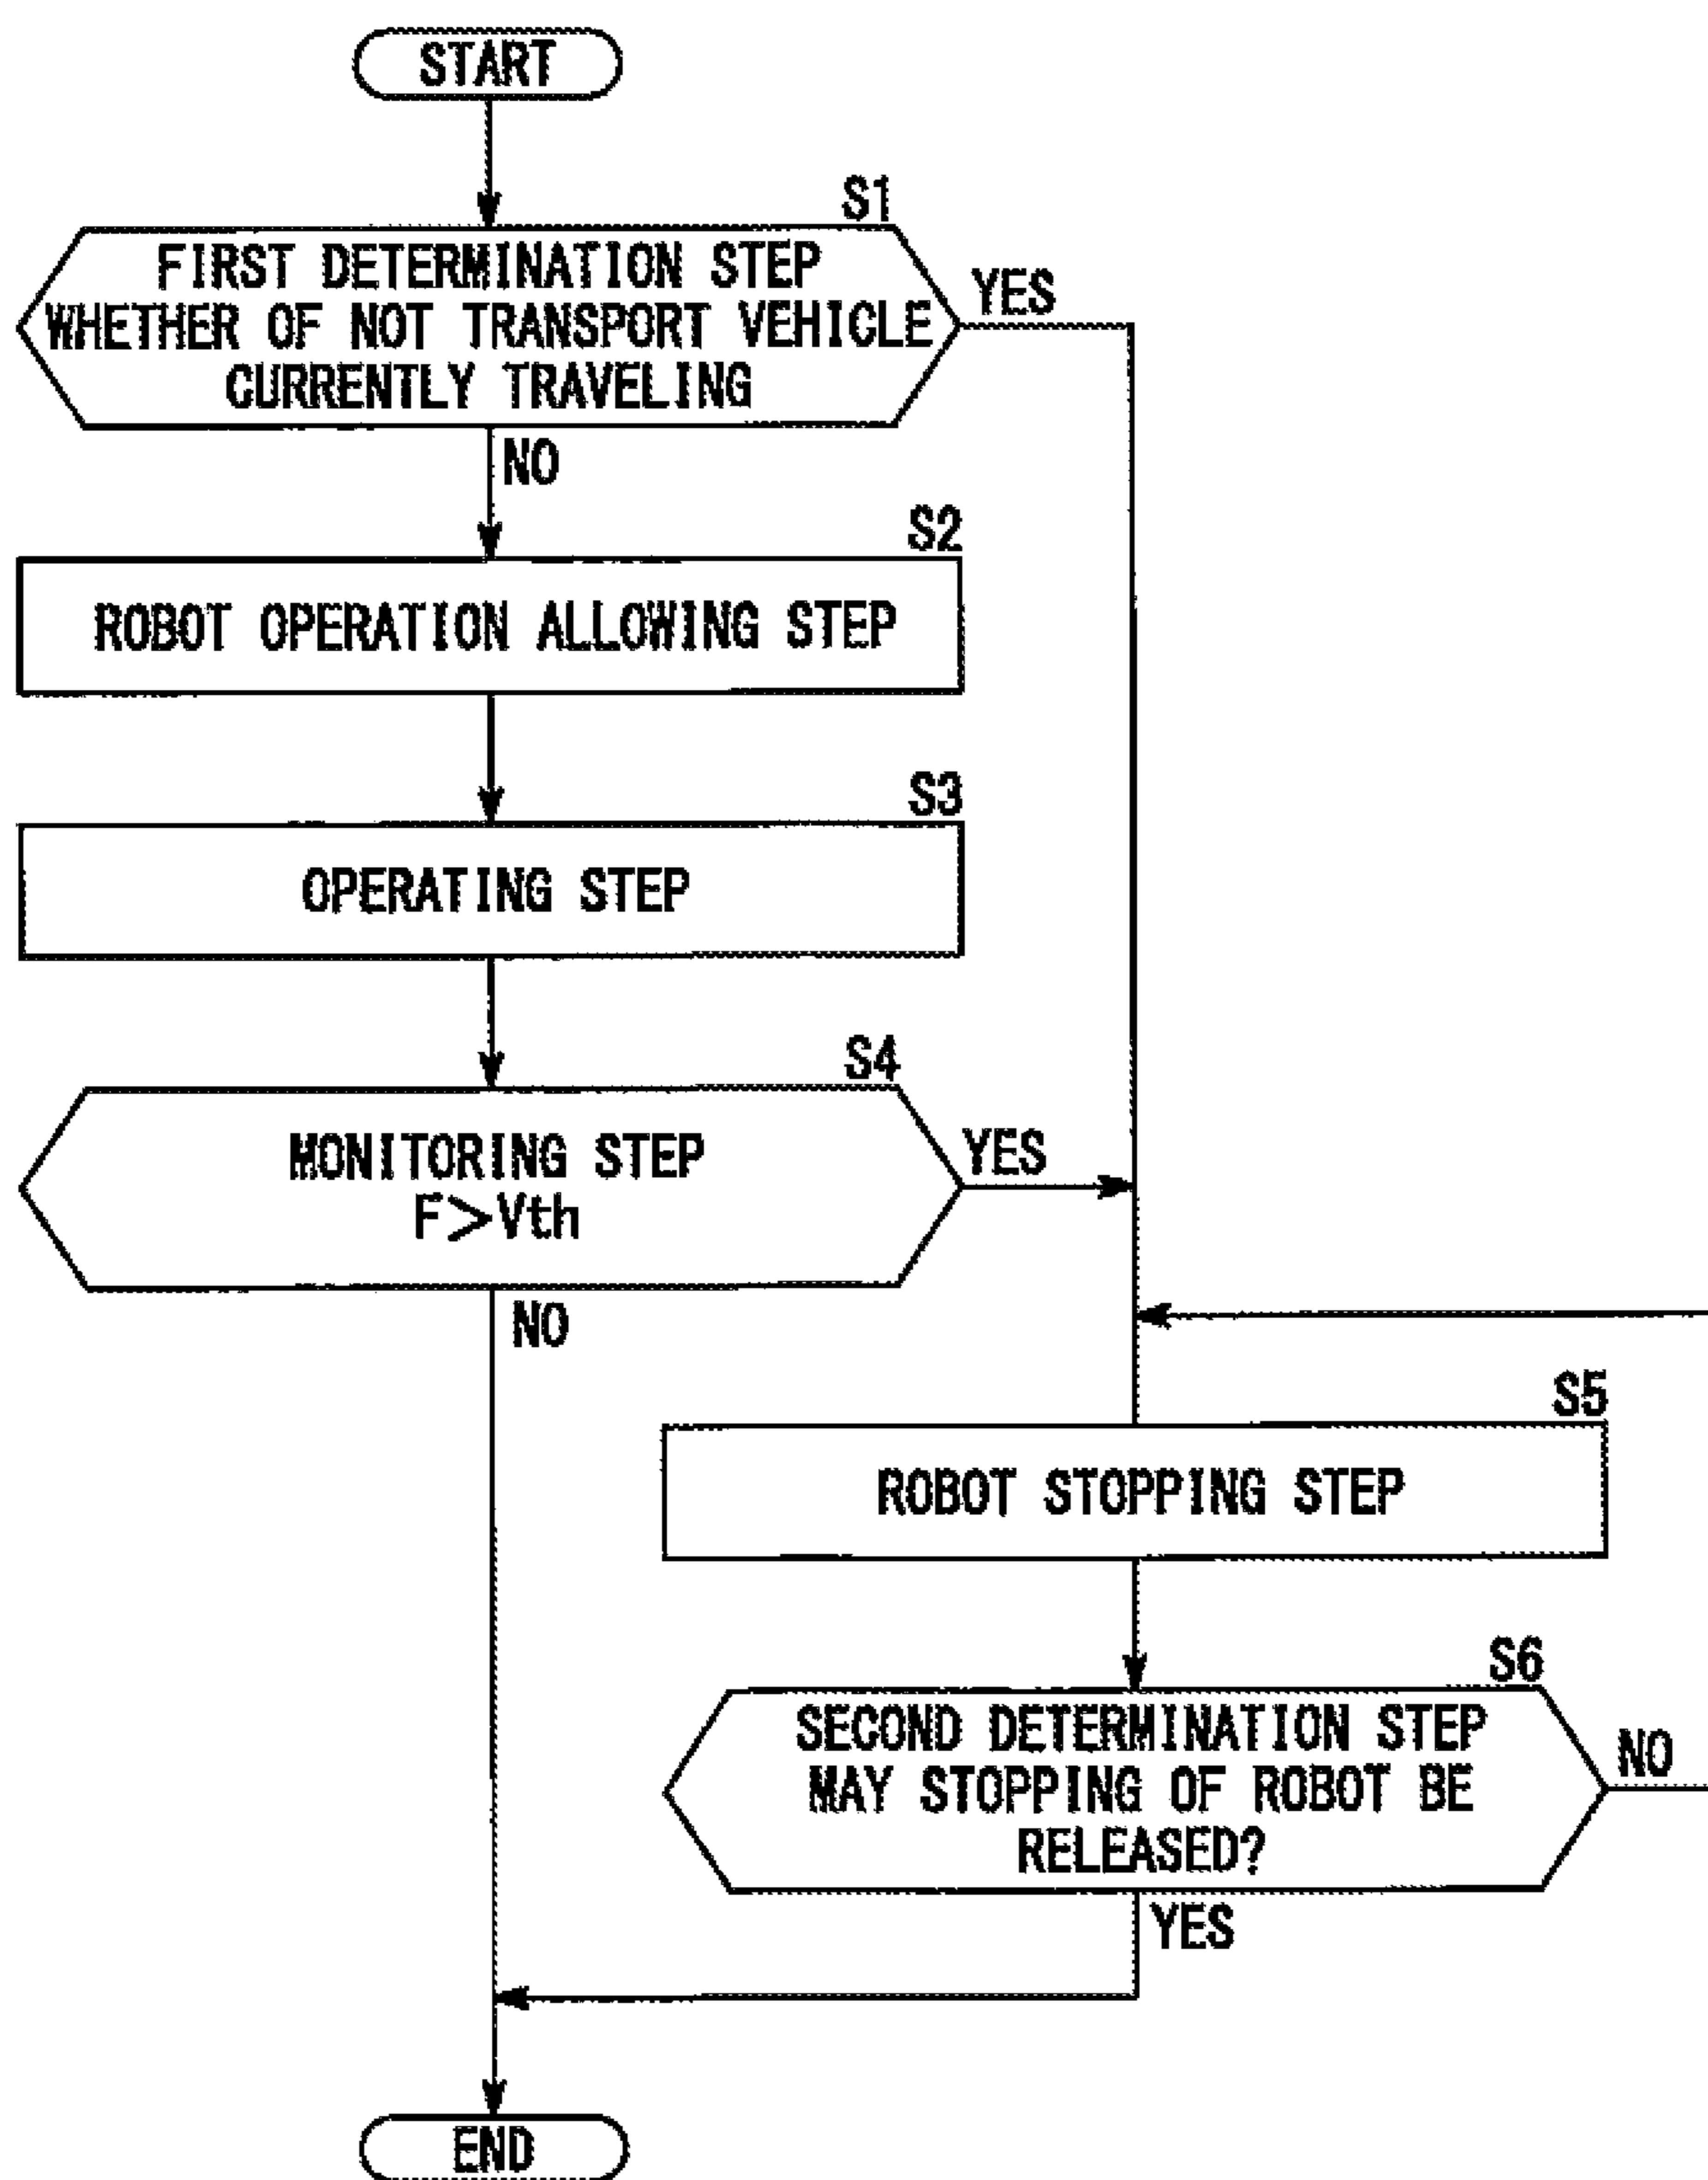 START
S1
FIRST DETERMINATION STEP
WHETHER OF NOT TRANSPORT VEHICLE
CURRENTLY TRAVELING
YES
NO
S2
ROBOT OPERATION ALLOWING STEP
S3
OPERATING STEP
S4
MONITORING STEP
F>Vth
YES
NO
S5
ROBOT STOPPING STEP
S6
SECOND DETERMINATION STEP
MAY STOPPING OF ROBOT BE
RELEASED?
NO
YES
END